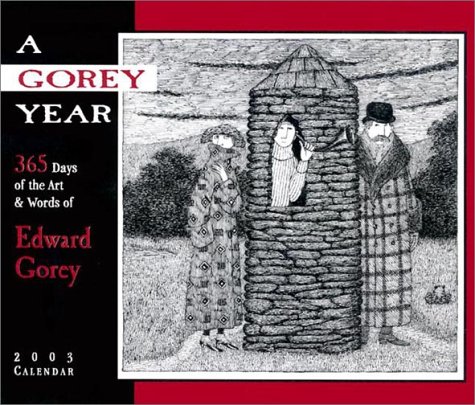 A
GOREY
YEAR
365 Days
of the Art
& Words of
Edward
Gorey
2003
CALENDAR